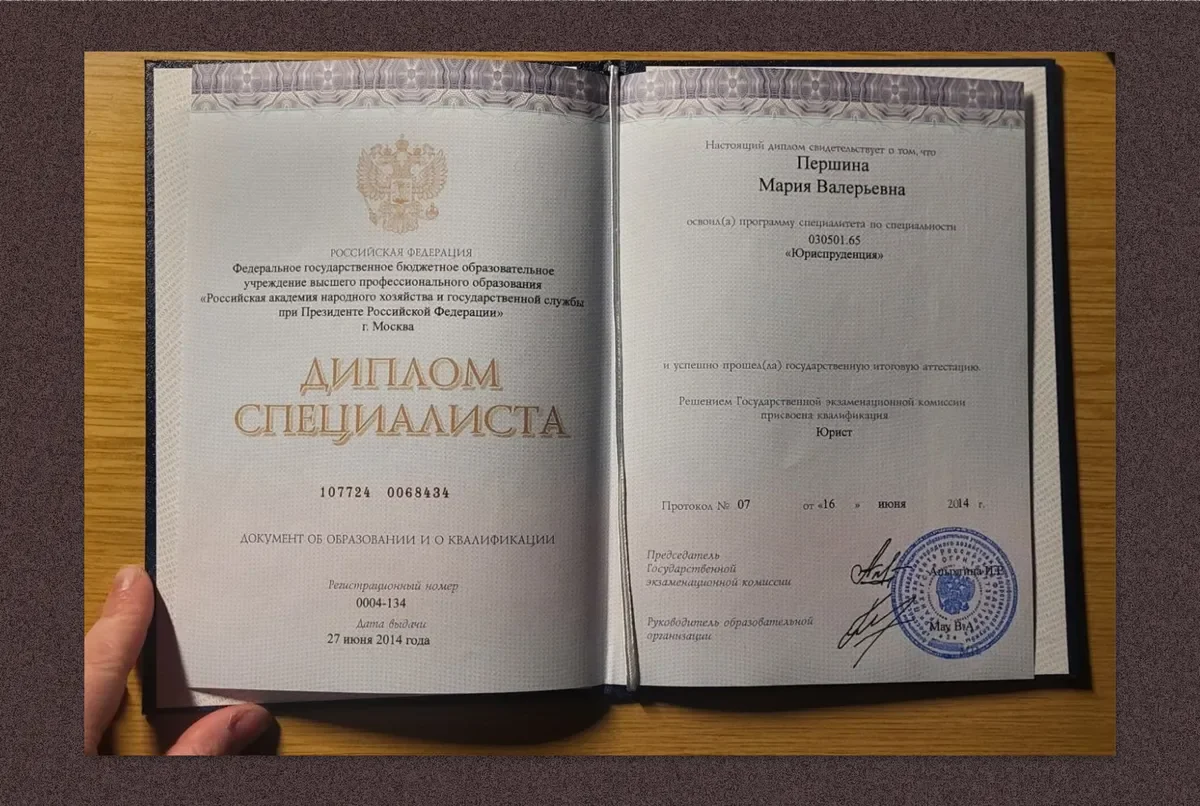 РОССИЙСКАЯ ФЕДЕРАЦИЯ
Федеральное государственное бюджетное образовательное
учреждение высшего профессионального образования
«Российская академия народного хозяйства и государственной службы
при Президенте Российской Федерации»
г. Москва
ДИПЛОМ
СПЕЦИАЛИСТА
107724 0068434
ДОКУМЕНТ ОБ ОБРАЗОВАНИИ И О КВАЛИФИКАЦИИ
Регистрационный номер
0004-134
Дата выдачи
27 июня 2014 года
Настоящий диплом свидетельствует о том, что
Першина
Мария Валерьевна
освоил(а) программу специалитета по специальности
030501.65
«Юриспруденция»
и успешно прошел(ла) государственную итоговую аттестацию
Решением Государственной экзаменационной комиссии
присвоена квалификация
Юрист
Протокол № 07 от «16 » июня 2014 г.
Председатель
Государственной
экзаменационной комиссии
Руководитель образовательной
организации
Мау В.А.